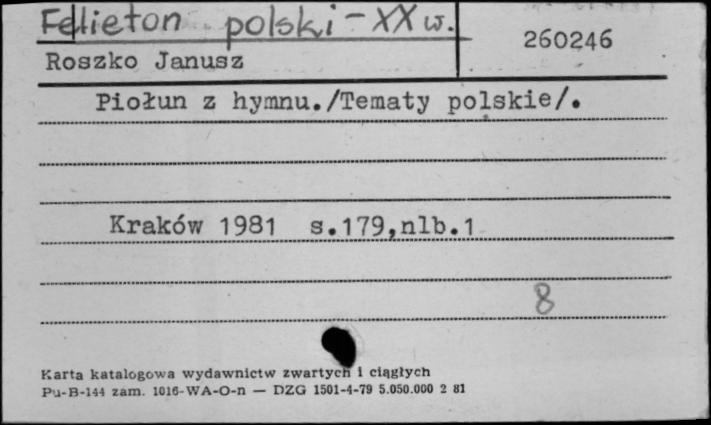 Felieton polski - XX w.
260246
Roszko Janusz
Piołun z hymnu./Tematy polskie/.
Kraków 1981 s.179,nlb.1
8
Karta katalogowa wydawnictw zwartych i ciągłych
Pu-B-144 zam. 1016-WA-O-n — DZG 1501-4-79 5.050.000 2 81